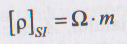 [ρ]SI = Ω · m